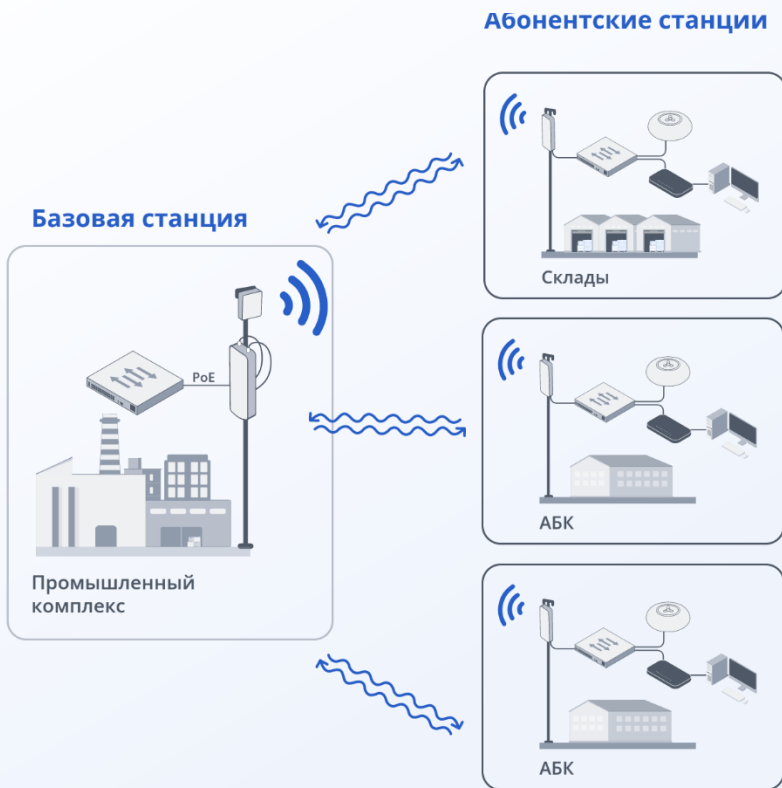 Абонентские станции
Склады
Базовая станция
PoE
Промышленный
комплекс
АБК
АБК